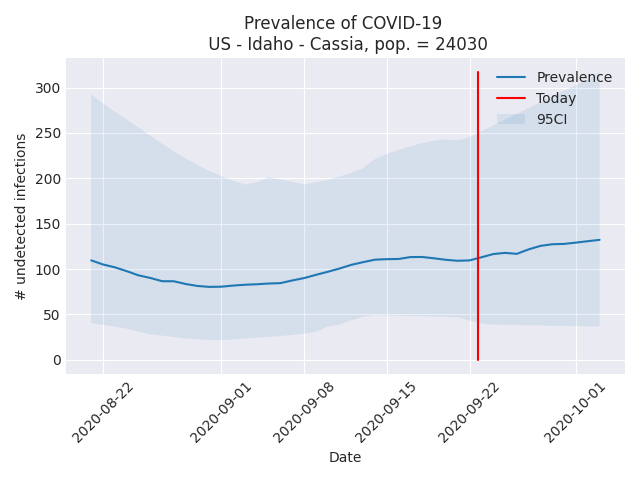 Prevalence of COVID-19
US - Idaho - Cassia, pop. = 24030
Prevalence
Today
95CI
300
250
200
150
100
50
0
# undetected infections
2020-08-22
2020-09-01
2020-09-08
2020-09-15
2020-09-22
2020-10-01
Date